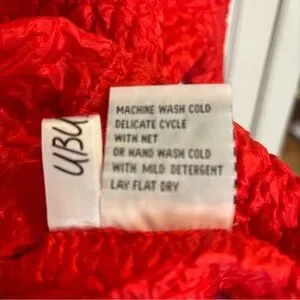 UBU
MACHINE WASH COLD
DELICATE CYCLE
WITH NET
OR HAND WASH COLD
WITH MILD DETERGENT
LAY FLAT DRY